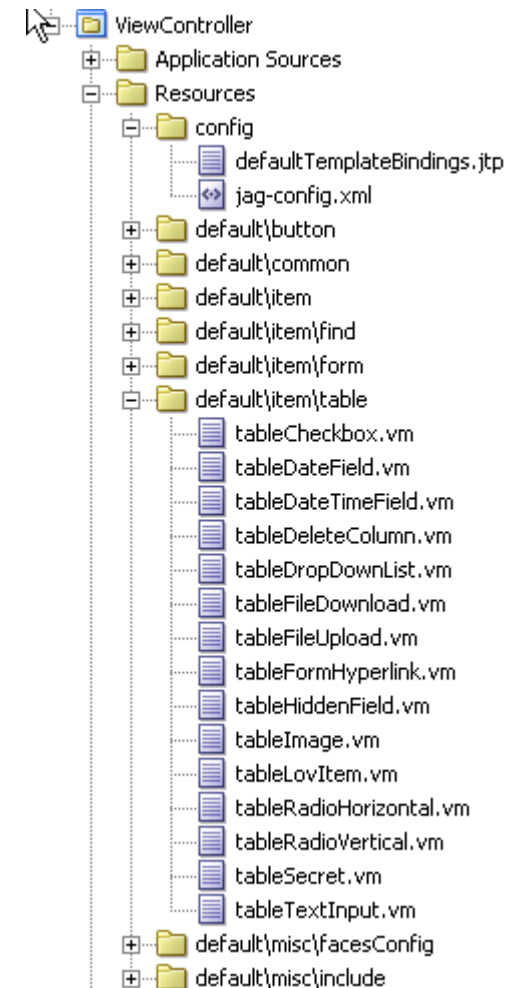 ViewController
Application Sources
Resources
config
defaultTemplateBindings.jtp
jag-config.xml
default\button
default\common
default\item
default\item\find
default\item\form
default\item\table
tableCheckbox.vm
tableDateField.vm
tableDateTimeField.vm
tableDeleteColumn.vm
tableDropDownList.vm
tableFileDownload.vm
tableFileUpload.vm
tableFormHyperlink.vm
tableHiddenField.vm
tableImage.vm
tableLovItem.vm
tableRadioHorizontal.vm
tableRadioVertical.vm
tableSecret.vm
tableTextInput.vm
default\misc\facesConfig
default\misc\include